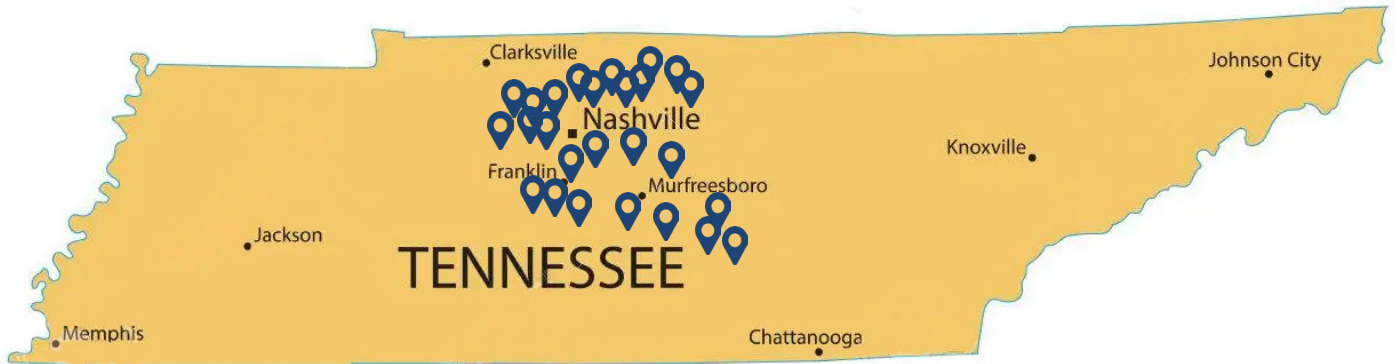 Clarksville
Johnson City
Nashville
Knoxville
Franklin
Murfreesboro
Jackson
TENNESSEE
Memphis
Chattanooga